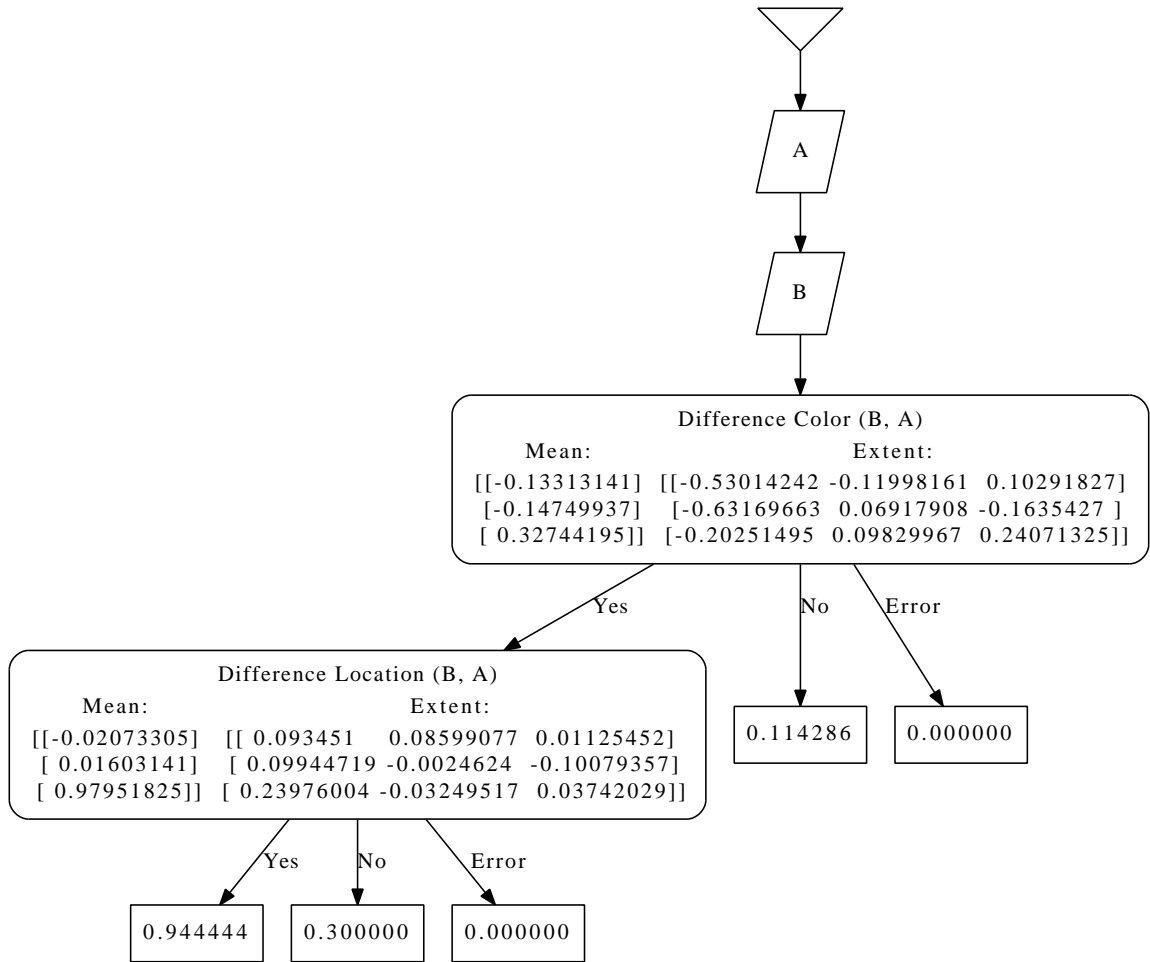 A
B
Difference Color (B, A)
Mean: Extent:
[[-0.13313141] [[-0.53014242 -0.11998161 0.10291827]
[-0.14749937] [-0.63169663 0.06917908 -0.1635427 ]
[ 0.32744195]] [-0.20251495 0.09829967 0.24071325]]
Yes No Error
Difference Location (B, A)
Mean: Extent:
[[-0.02073305] [[ 0.093451 0.08599077 0.01125452]
[ 0.01603141] [ 0.09944719 -0.0024624 -0.10079357]
[ 0.97951825]] [ 0.23976004 -0.03249517 0.03742029]]
0.114286 0.000000
Yes No Error
0.944444 0.300000 0.000000